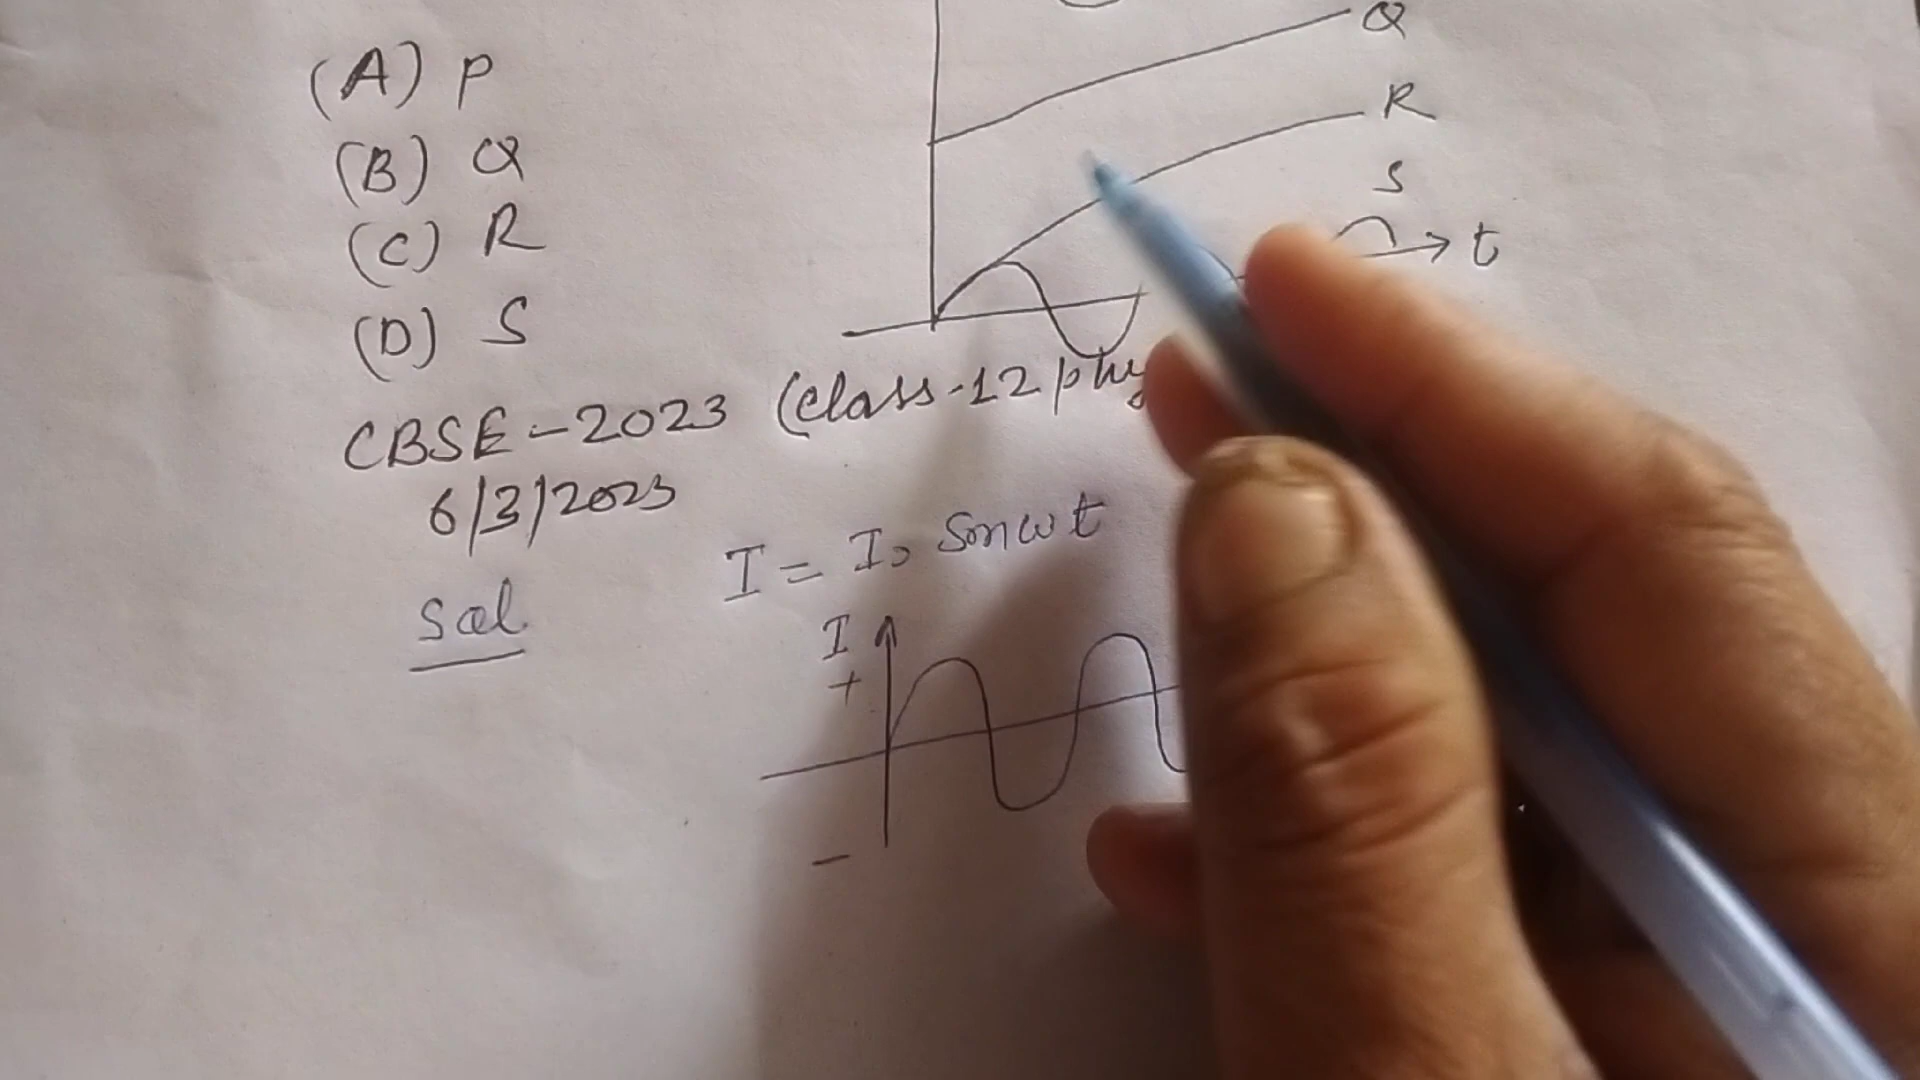 (A) P
(B) Q
(C) R
(D) S
Q
R
S
t
CBSE-2023 (Class-12 phy
6/3/2023
Sol
I = I₀ Sinωt
I
+
-